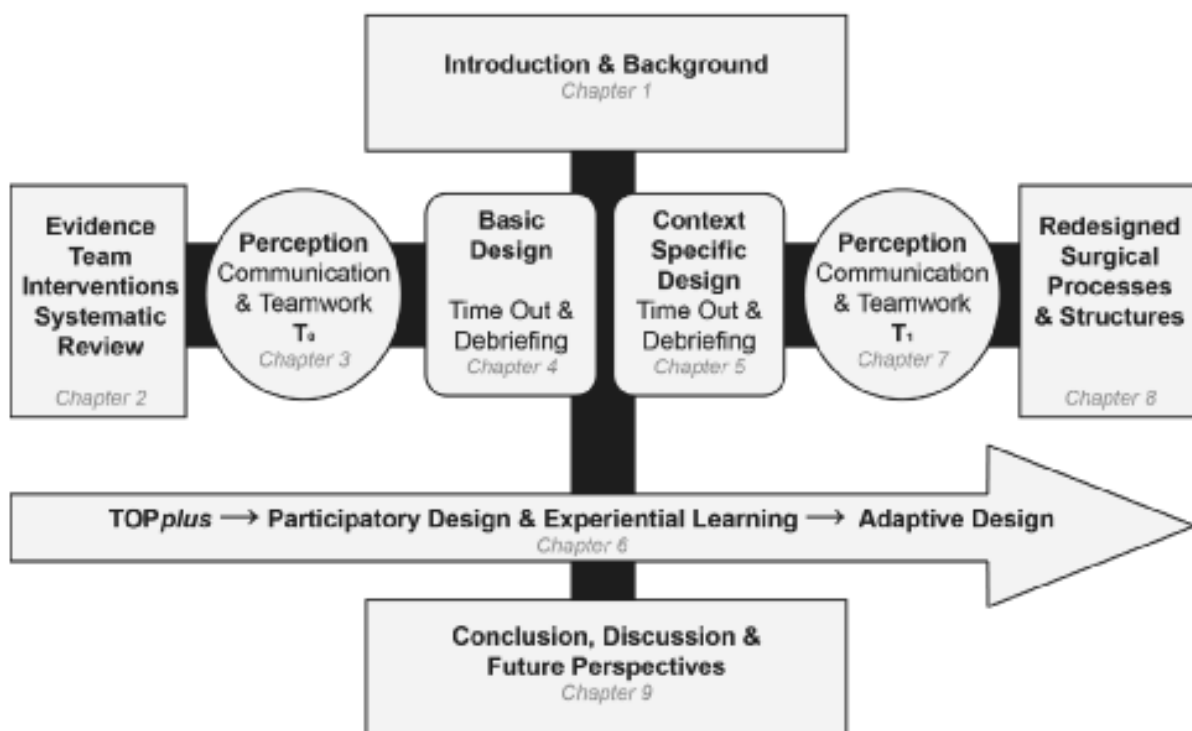 Introduction & Background
Chapter 1
Evidence
Team
Interventions
Systematic
Review
Chapter 2
Perception
Communication
& Teamwork
T₀
Chapter 3
Basic
Design
Time Out &
Debriefing
Chapter 4
Context
Specific
Design
Time Out &
Debriefing
Chapter 5
Perception
Communication
& Teamwork
T₁
Chapter 7
Redesigned
Surgical
Processes
& Structures
Chapter 8
TOPplus → Participatory Design & Experiential Learning → Adaptive Design
Chapter 6
Conclusion, Discussion &
Future Perspectives
Chapter 9